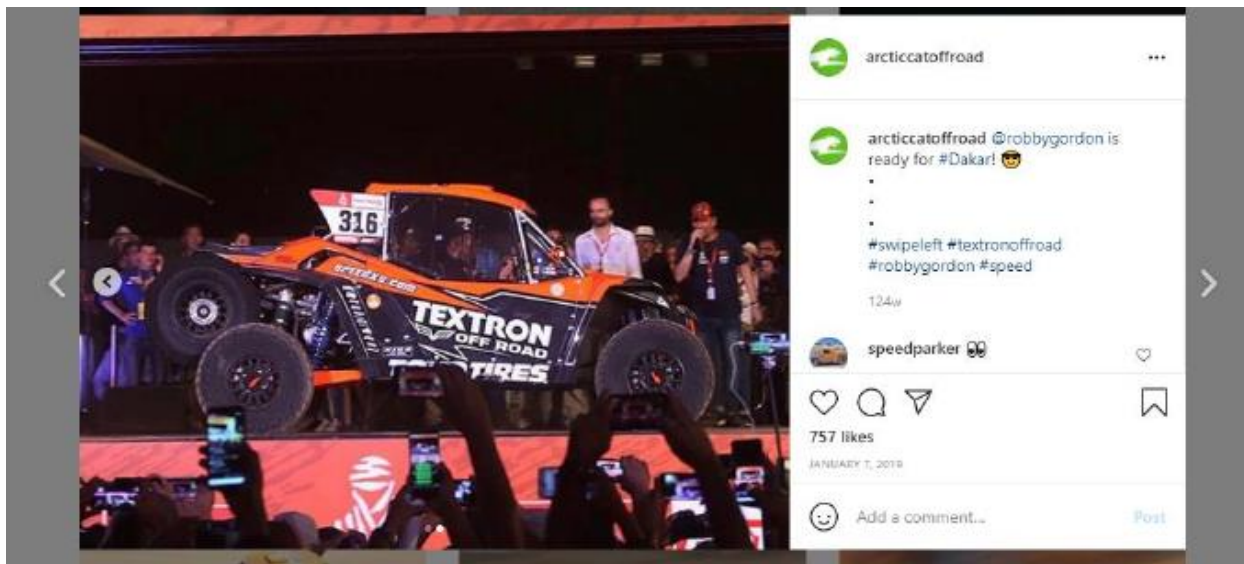 arcticcatoffroad
arcticcatoffroad @robbygordon is
ready for #Dakar! 😎
.
.
.
#swipeleft #textronoffroad
#robbygordon #speed
124w
speedparker 👀
757 likes
JANUARY 7, 2019
Add a comment... Post
316
SPEEDXS.com
TEXTRON
OFF ROAD
TIRES